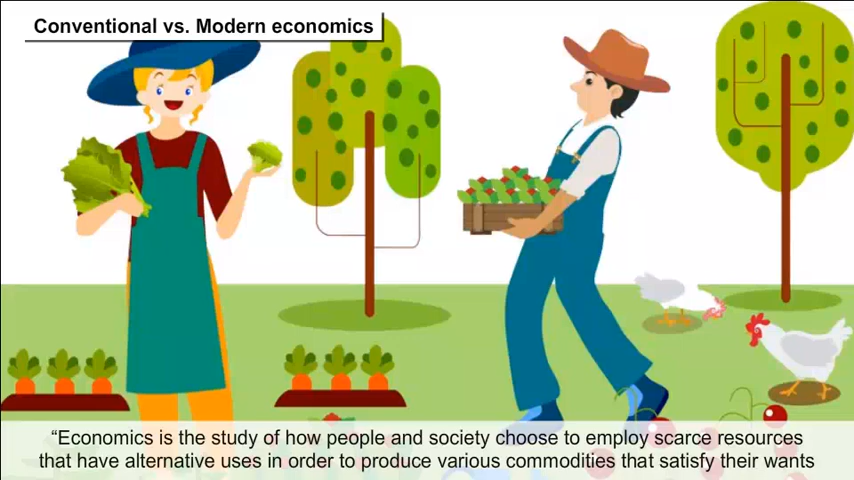 Conventional vs. Modern economics
“Economics is the study of how people and society choose to employ scarce resources
that have alternative uses in order to produce various commodities that satisfy their wants